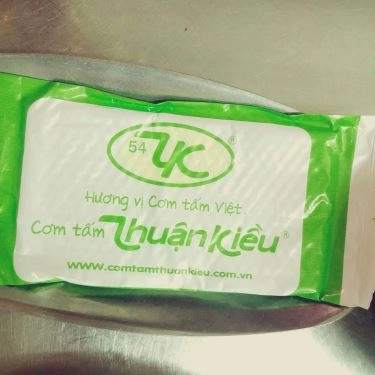 54 TK ®
Hương vị Cơm tấm Việt.
Cơm tấm Thuận Kiều ®
www.comtamthuankieu.com.vn